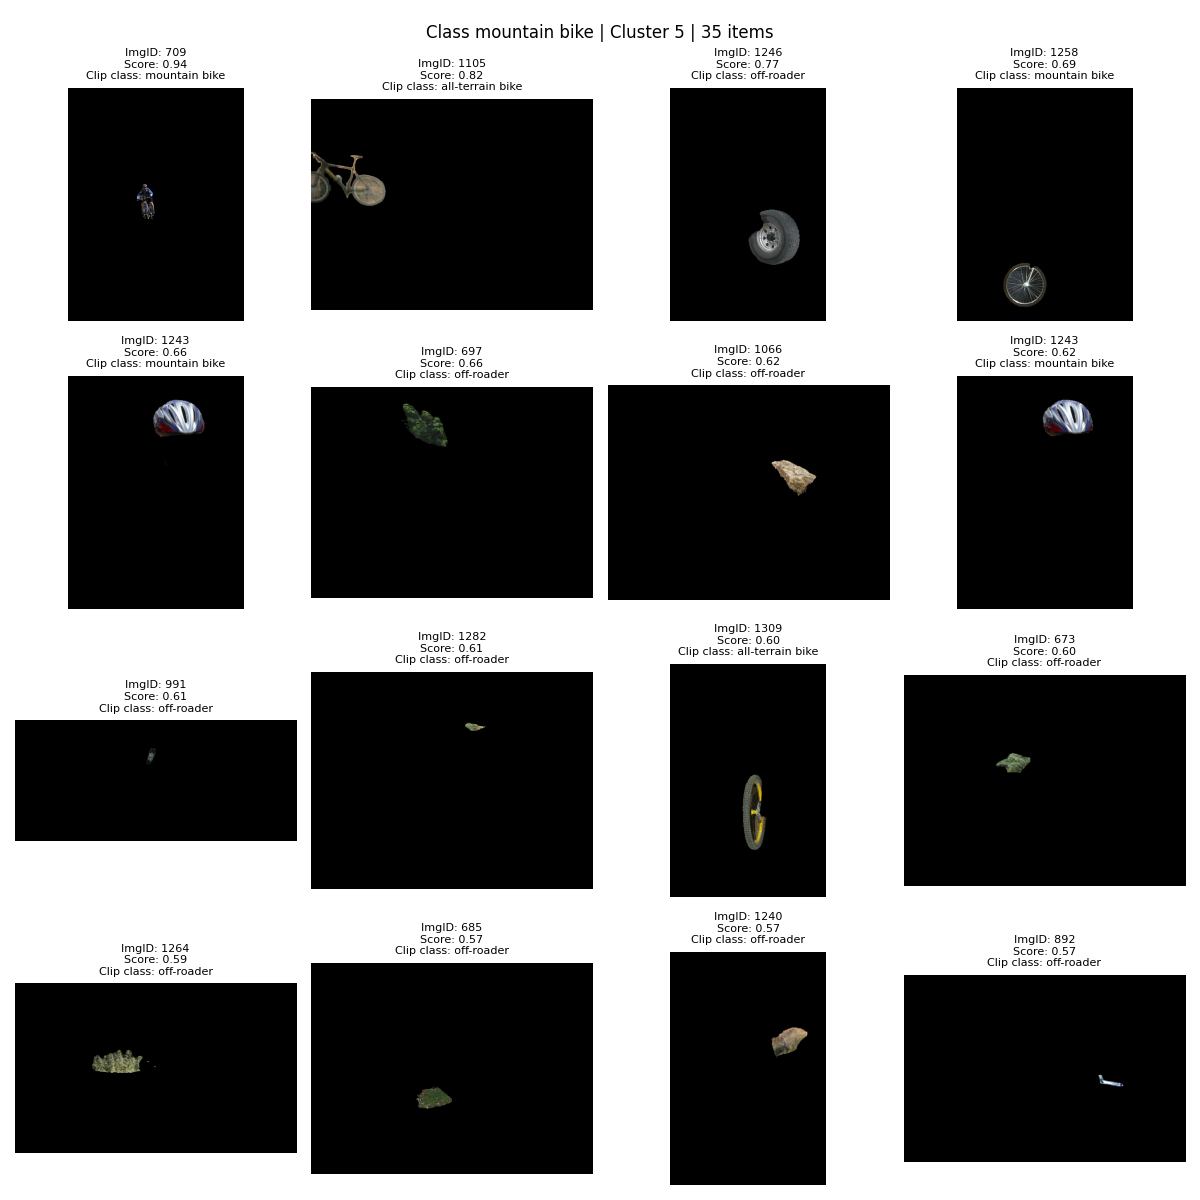 Class mountain bike | Cluster 5 | 35 items
ImgID: 709
Score: 0.94
Clip class: mountain bike
ImgID: 1105
Score: 0.82
Clip class: all-terrain bike
ImgID: 1246
Score: 0.77
Clip class: off-roader
ImgID: 1258
Score: 0.69
Clip class: mountain bike
ImgID: 1243
Score: 0.66
Clip class: mountain bike
ImgID: 697
Score: 0.66
Clip class: off-roader
ImgID: 1066
Score: 0.62
Clip class: off-roader
ImgID: 1243
Score: 0.62
Clip class: mountain bike
ImgID: 991
Score: 0.61
Clip class: off-roader
ImgID: 1282
Score: 0.61
Clip class: off-roader
ImgID: 1309
Score: 0.60
Clip class: all-terrain bike
ImgID: 673
Score: 0.60
Clip class: off-roader
ImgID: 1264
Score: 0.59
Clip class: off-roader
ImgID: 685
Score: 0.57
Clip class: off-roader
ImgID: 1240
Score: 0.57
Clip class: off-roader
ImgID: 892
Score: 0.57
Clip class: off-roader